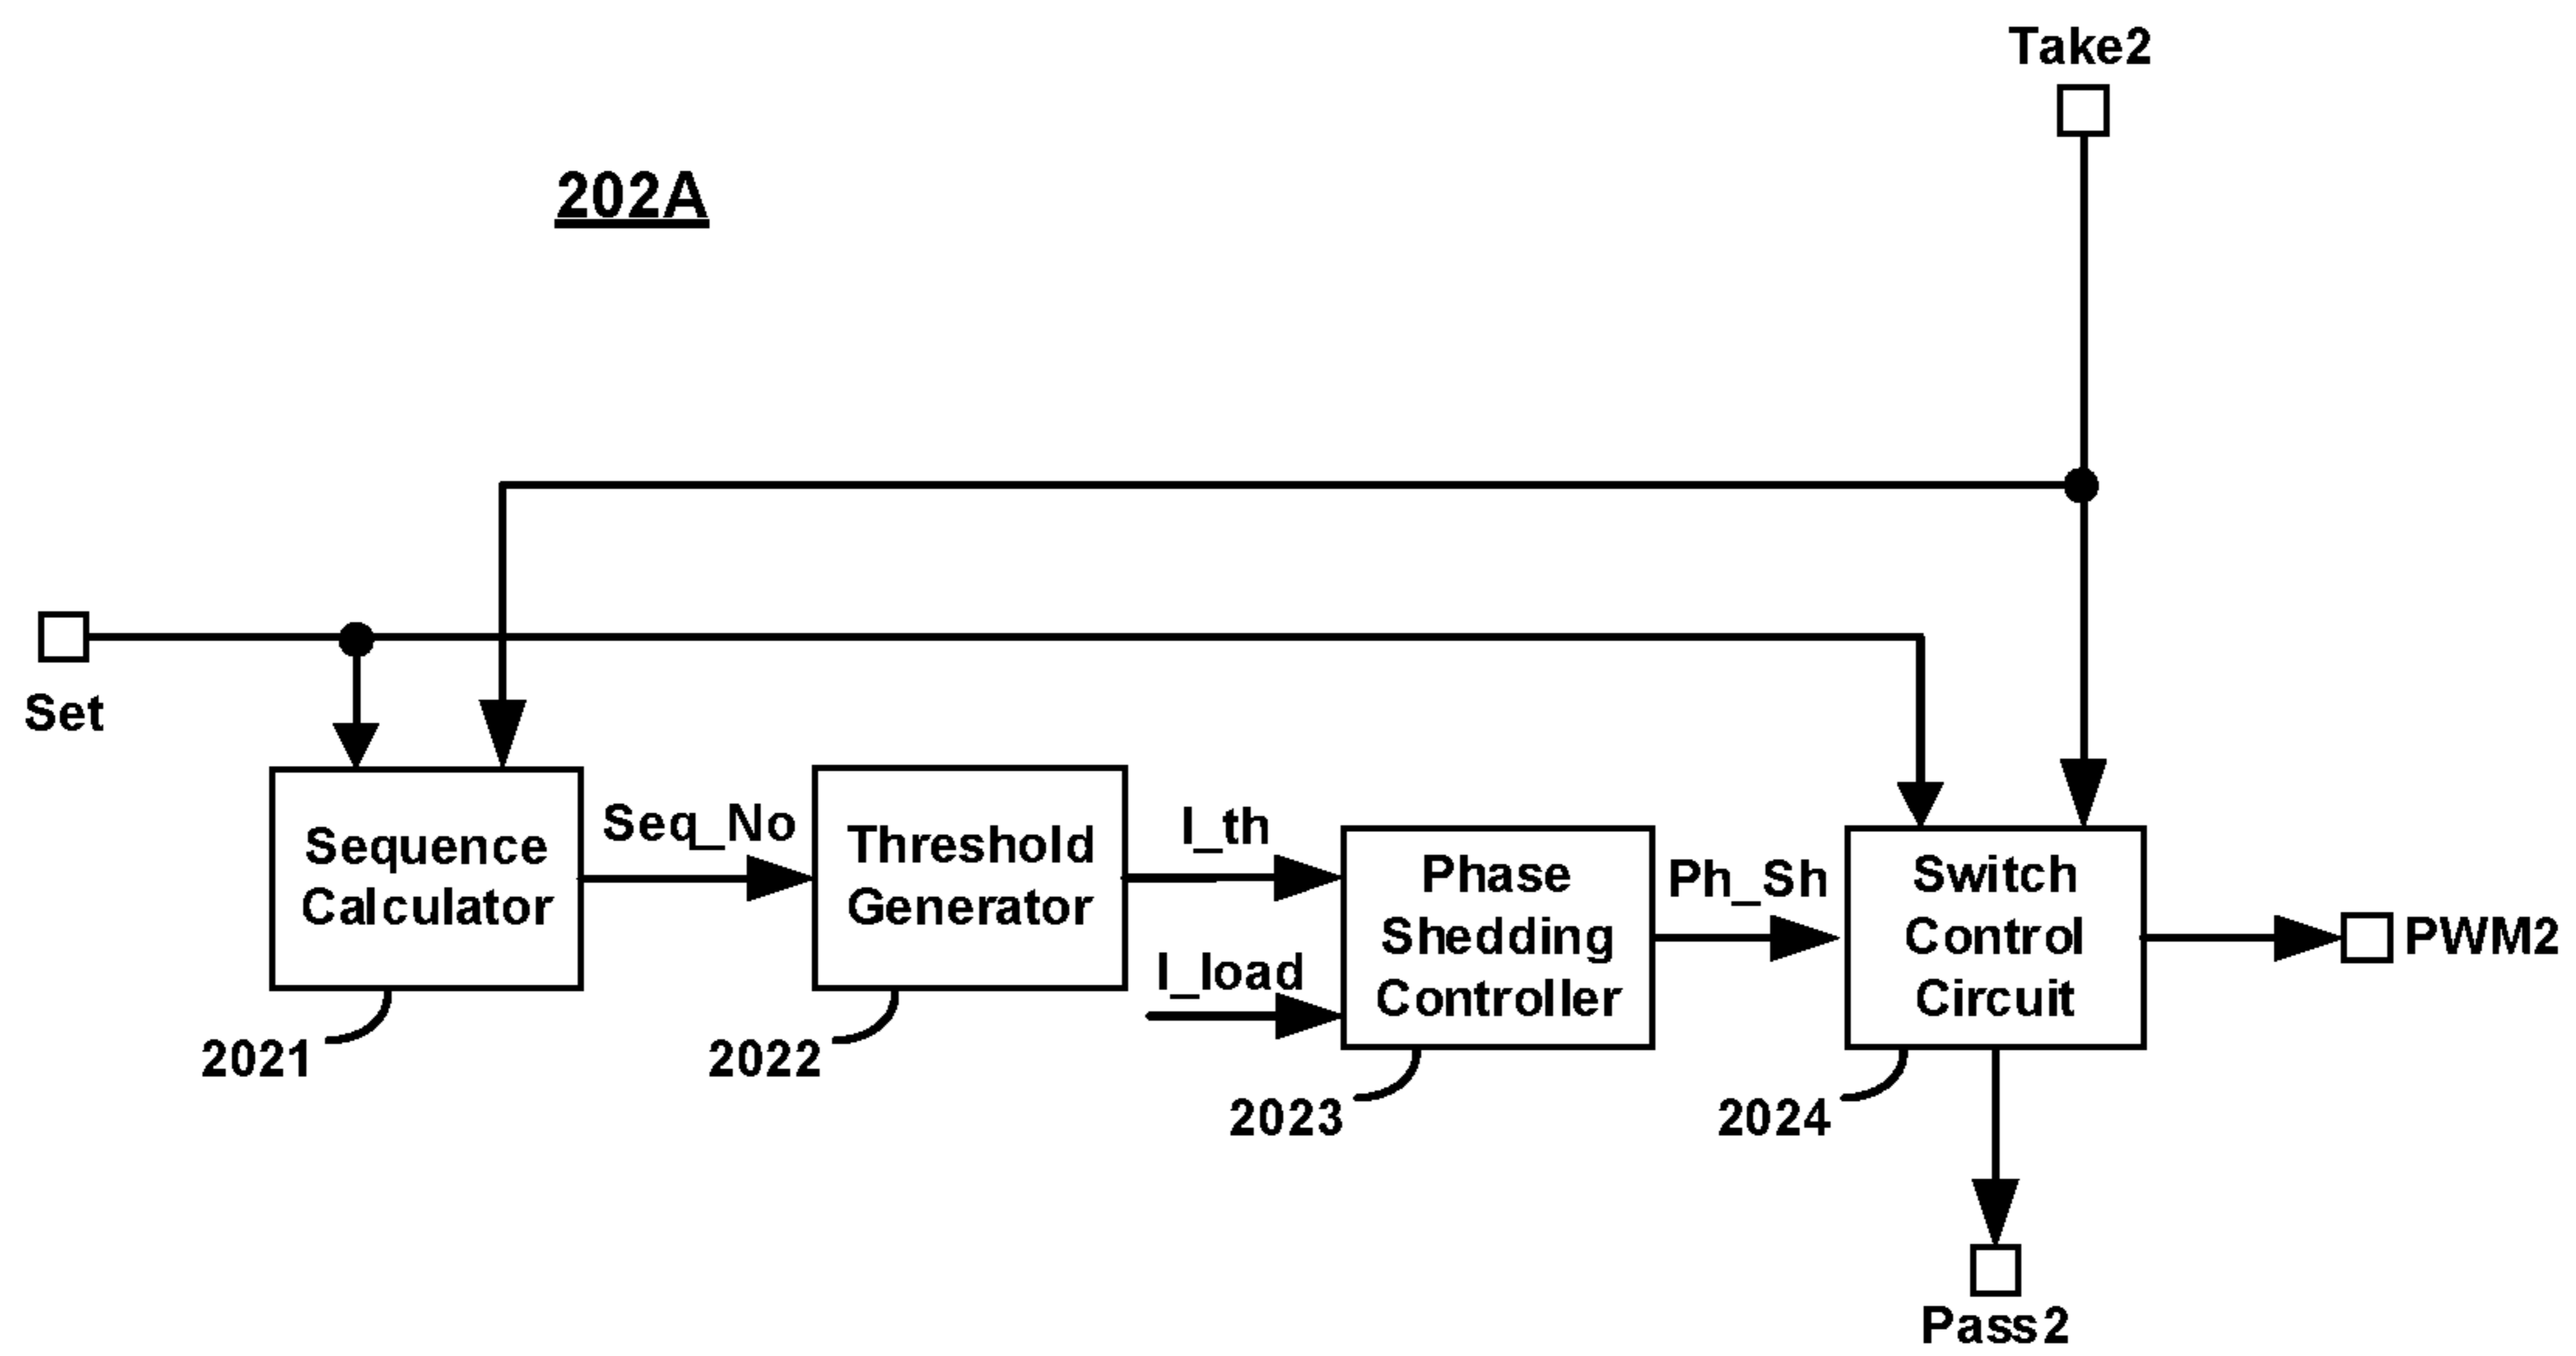 Take2
202A
Set
Sequence
Calculator
Seq_No
Threshold
Generator
I_th
I_load
Phase
Shedding
Controller
Ph_Sh
Switch
Control
Circuit
PWM2
2021
2022
2023
2024
Pass2